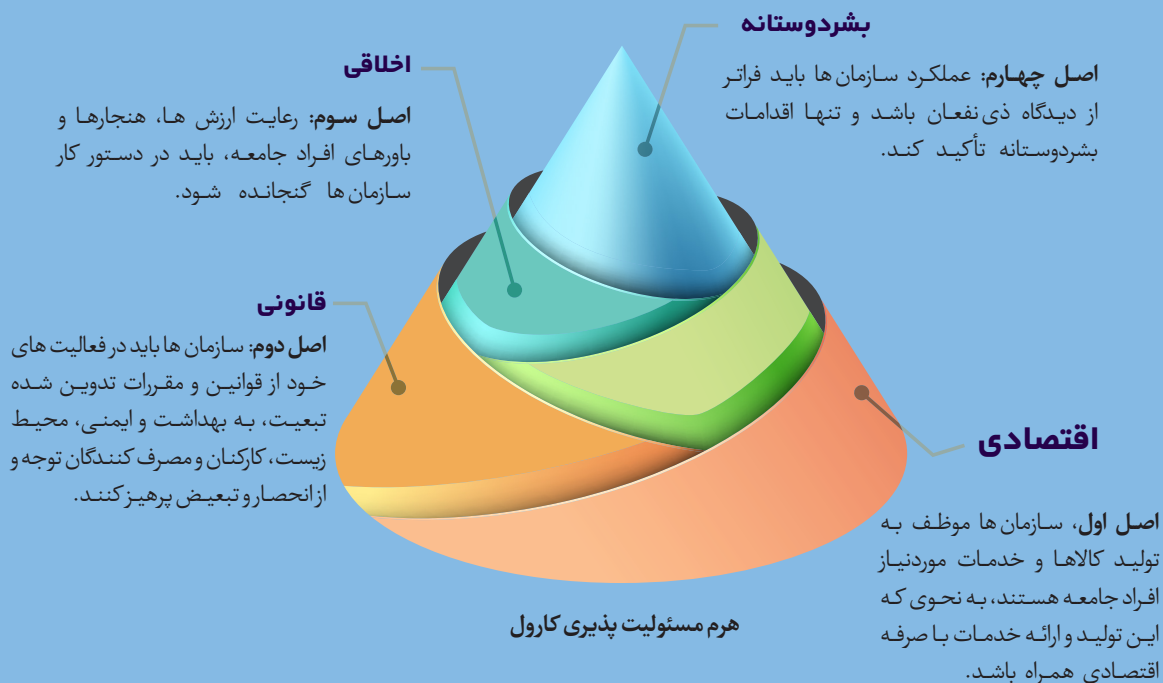 بشردوستانه
اصل چهارم: عملکرد سازمان ها باید فراتر
از دیدگاه ذی نفعان باشد و تنها اقدامات
بشردوستانه تأکید کند.
اخلاقی
اصل سوم: رعایت ارزش ها، هنجارها و
باورهای افراد جامعه، باید در دستور کار
سازمان ها گنجانده شود.
قانونی
اصل دوم: سازمان ها باید در فعالیت های
خود از قوانین و مقررات تدوین شده
تبعیت، به بهداشت و ایمنی، محیط
زیست، کارکنان و مصرف کنندگان توجه و
از انحصار و تبعیض پرهیز کنند.
اقتصادی
اصل اول، سازمان ها موظف به
تولید کالاها و خدمات موردنیاز
افراد جامعه هستند، به نحوی که
این تولید و ارائه خدمات با صرفه
اقتصادی همراه باشد.
هرم مسئولیت پذیری کارول